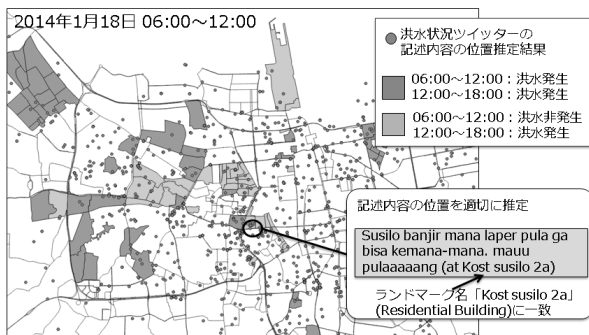 2014年1月18日 06:00～12:00
洪水状況ツイッターの
記述内容の位置推定結果
06:00～12:00：洪水発生
12:00～18:00：洪水発生
06:00～12:00：洪水非発生
12:00～18:00：洪水発生
記述内容の位置を適切に推定
Susilo banjir mana laper pula ga
bisa kemana-mana. mauu
pulaaaaang (at Kost susilo 2a)
ランドマーク名「Kost susilo 2a」
(Residential Building)に一致